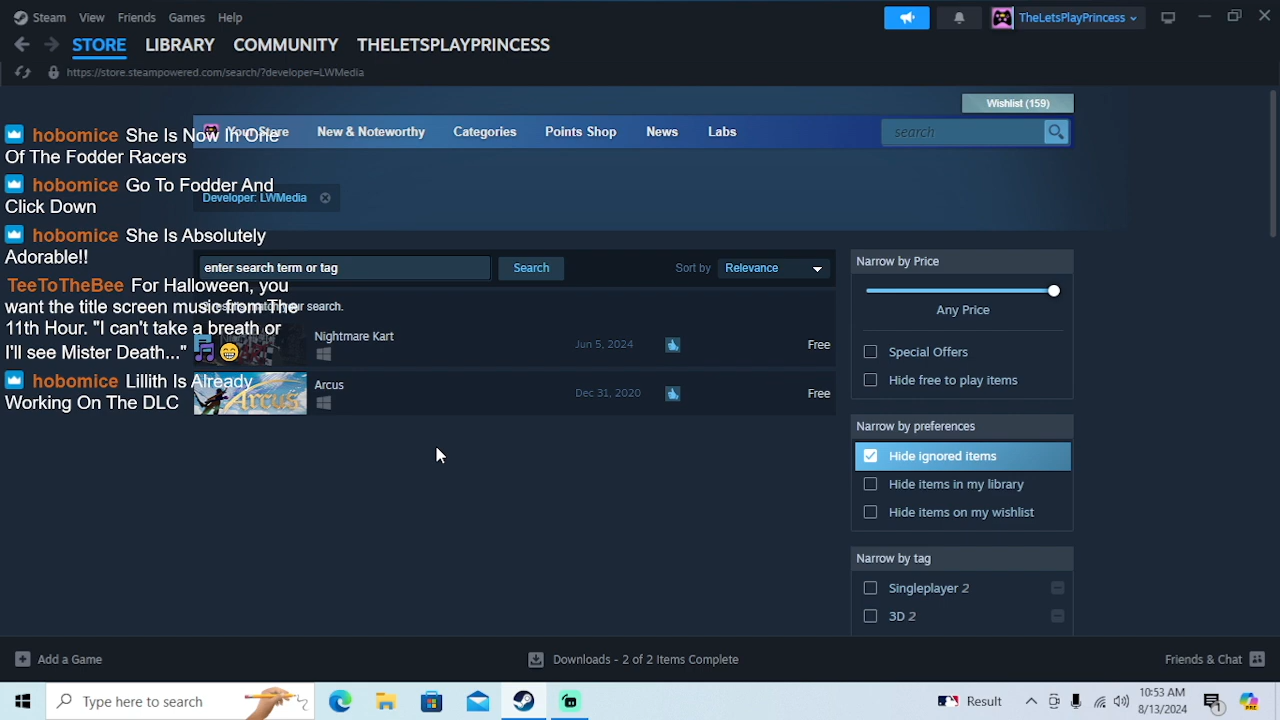 Steam View Friends Games Help
TheLetsPlayPrincess
STORE LIBRARY COMMUNITY THELETSPLAYPRINCESS
https://store.steampowered.com/search/?developer=LWMedia
Wishlist (159)
Your Store New & Noteworthy Categories Points Shop News Labs
search
hobomice She Is Now In One
Of The Fodder Racers
hobomice Go To Fodder And
Click Down
hobomice She Is Absolutely
Adorable!!
TeeToTheBee For Halloween, you
want the title screen music from The
11th Hour. "I can't take a breath or
I'll see Mister Death..."
hobomice Lillith Is Already
Working On The DLC
Developer: LWMedia
enter search term or tag
Search
Sort by Relevance
results match your search.
Nightmare Kart
Jun 5, 2024
Free
Arcus
Arcus
Dec 31, 2020
Free
Narrow by Price
Any Price
Special Offers
Hide free to play items
Narrow by preferences
Hide ignored items
Hide items in my library
Hide items on my wishlist
Narrow by tag
Singleplayer 2
3D 2
Add a Game
Downloads - 2 of 2 Items Complete
Friends & Chat
Type here to search
Result
10:53 AM
8/13/2024
1